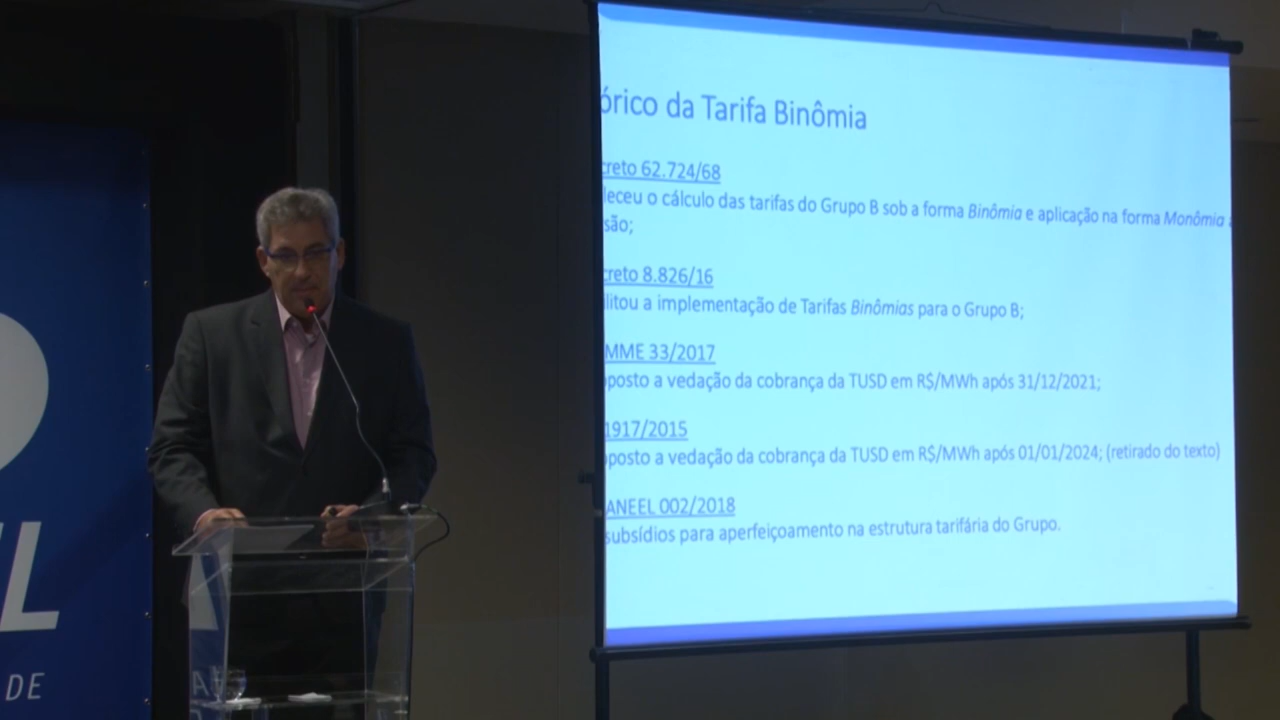 órico da Tarifa Binômia
creto 62.724/68
leceu o cálculo das tarifas do Grupo B sob a forma Binômia e aplicação na forma Monômia a
são;
creto 8.826/16
litou a implementação de Tarifas Binômias para o Grupo B;
MME 33/2017
posto a vedação da cobrança da TUSD em R$/MWh após 31/12/2021;
1917/2015
posto a vedação da cobrança da TUSD em R$/MWh após 01/01/2024; (retirado do texto)
ANEEL 002/2018
subsídios para aperfeiçoamento na estrutura tarifária do Grupo.
L
DE